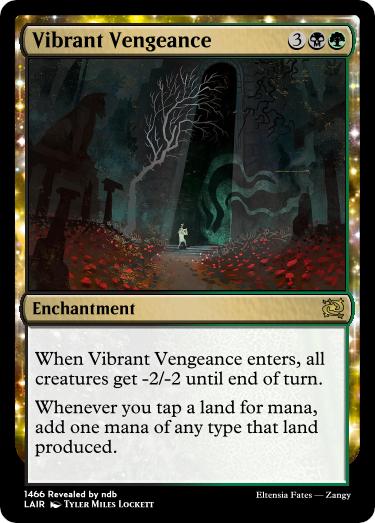 Vibrant Vengeance 3
Enchantment
When Vibrant Vengeance enters, all
creatures get -2/-2 until end of turn.
Whenever you tap a land for mana,
add one mana of any type that land
produced.
1466 Revealed by ndb
LAIR Tyler Miles Lockett
Eltensia Fates — Zangy